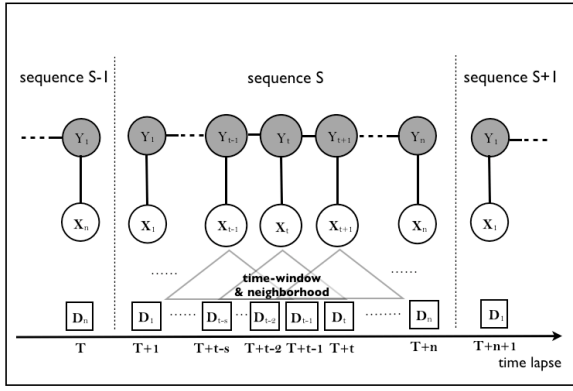 sequence S-1 sequence S sequence S+1
Y₁ Y₁ Yₜ₋₁ Yₜ Yₜ₊₁ Yₙ Y₁
Xₙ X₁ Xₜ₋₁ Xₜ Xₜ₊₁ Xₙ X₁
...... ......
time-window
& neighborhood
Dₙ D₁ ...... Dₜ₋ₛ Dₜ₋₂ Dₜ₋₁ Dₜ ........ Dₙ D₁
T T+1 T+t-s T+t-2 T+t-1 T+t T+n T+n+1
time lapse